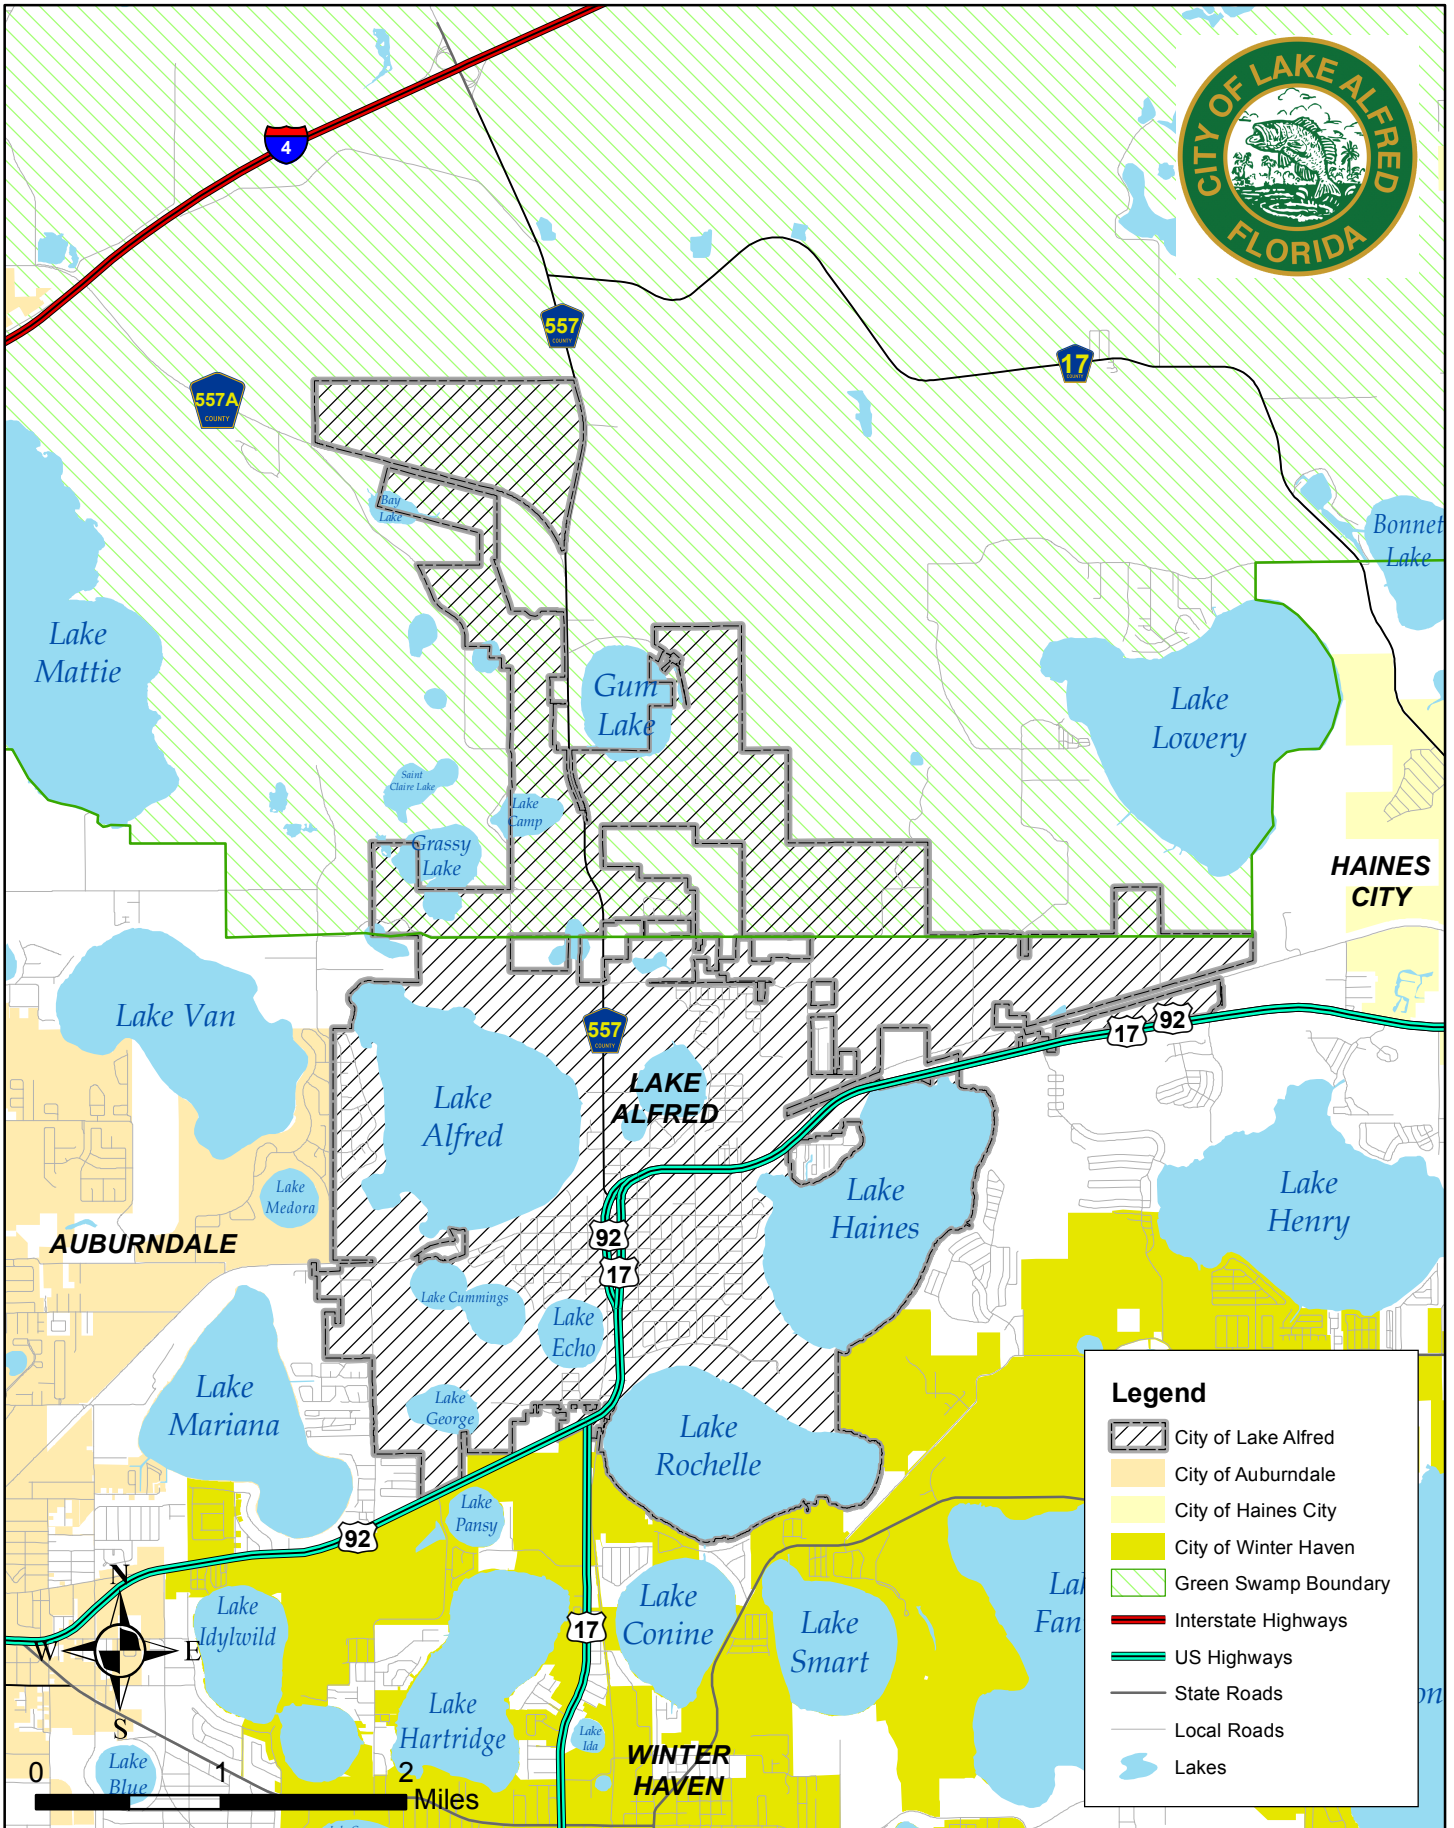 CITY OF LAKE ALFRED
FLORIDA
4
557
COUNTY
17
COUNTY
557A
COUNTY
Bay
Lake
Bonnet
Lake
Lake
Mattie
Gum
Lake
Lake
Lowery
Saint
Claire Lake
Lake
Camp
Grassy
Lake
HAINES
CITY
Lake Van
557
COUNTY
17
92
LAKE
ALFRED
Lake
Alfred
Lake
Medora
Lake
Haines
Lake
Henry
AUBURNDALE
92
17
Lake Cummings
Lake
Echo
Lake
Mariana
Lake
George
Lake
Rochelle
Lake
Pansy
92
Lake
Idylwild
17
Lake
Conine
Lake
Smart
Lake
Hartridge
Lake
Ida
WINTER
HAVEN
Lake
Blue
N
W
E
S
0
1
2
Miles
Legend
City of Lake Alfred
City of Auburndale
City of Haines City
City of Winter Haven
Green Swamp Boundary
Interstate Highways
US Highways
State Roads
Local Roads
Lakes